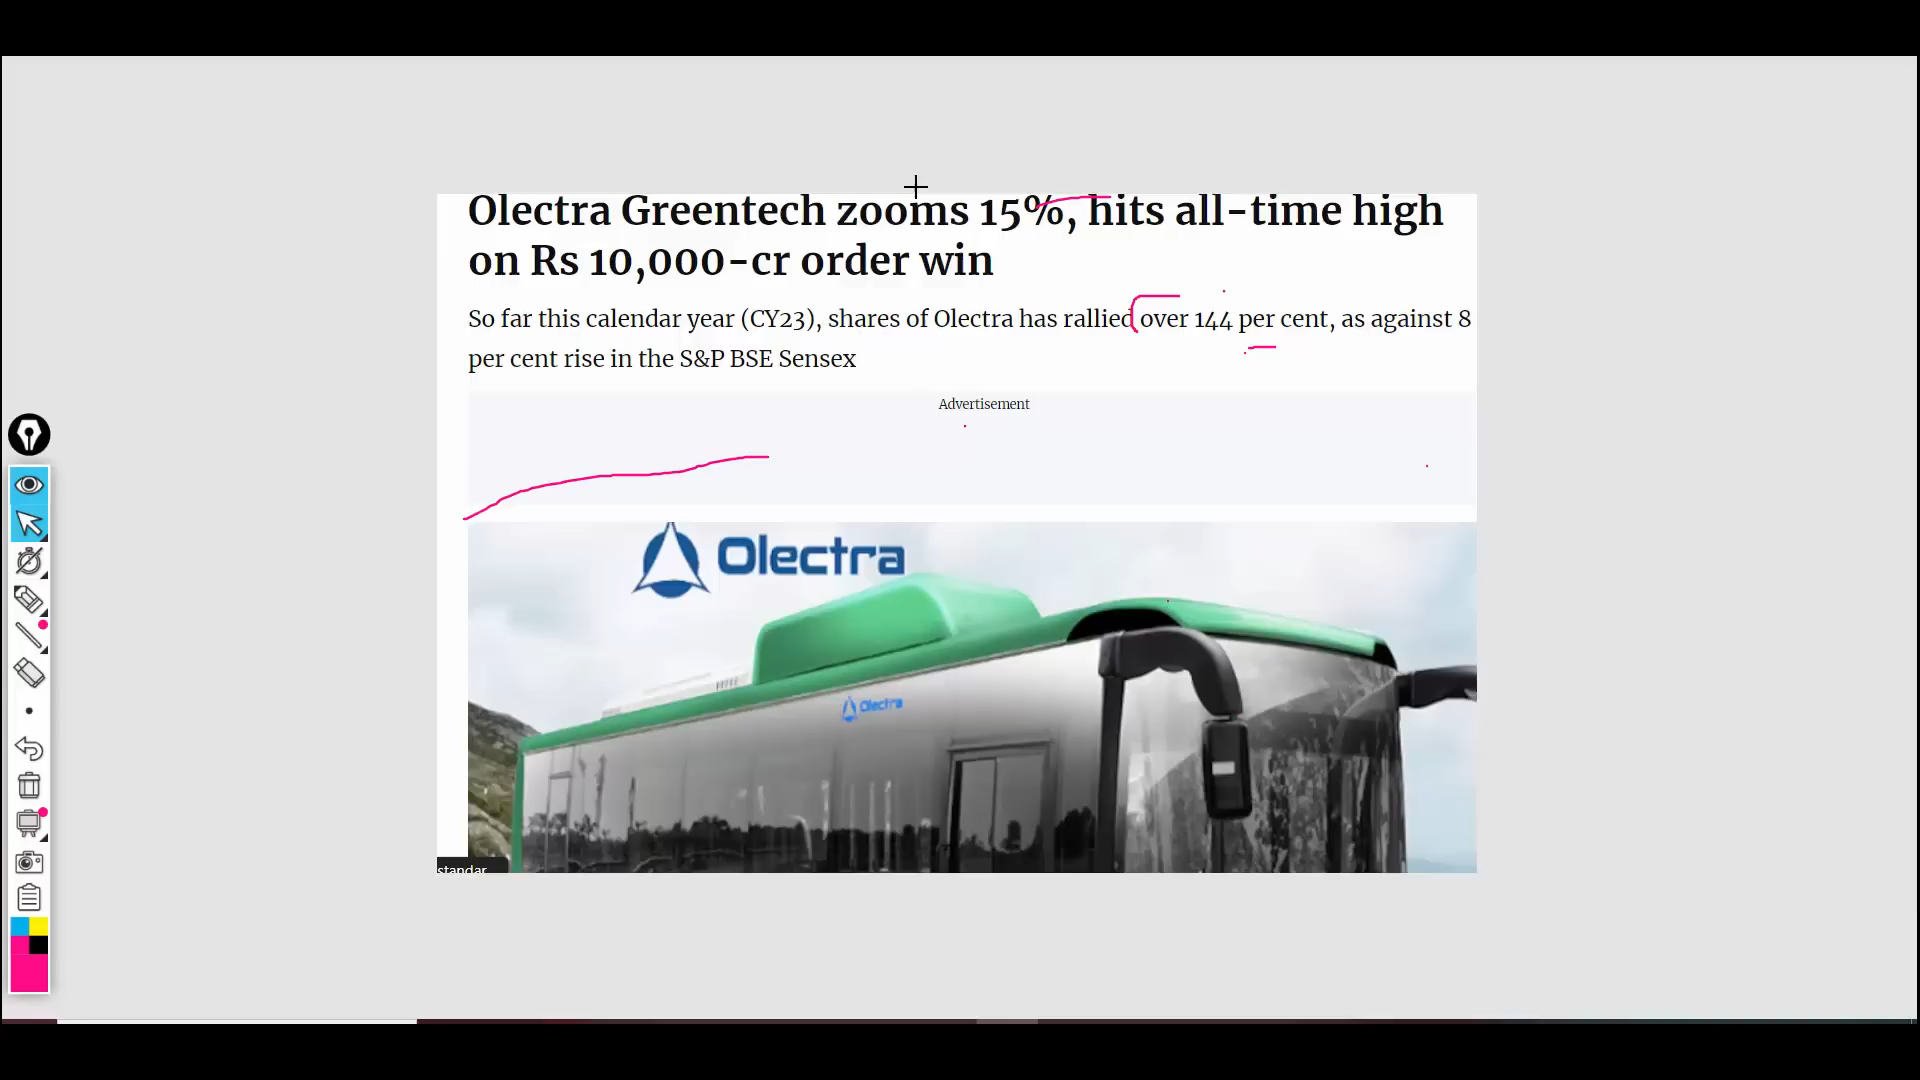 Olectra Greentech zooms 15%, hits all-time high
on Rs 10,000-cr order win
So far this calendar year (CY23), shares of Olectra has rallied over 144 per cent, as against 8
per cent rise in the S&P BSE Sensex
Advertisement
Olectra
Olectra
standar